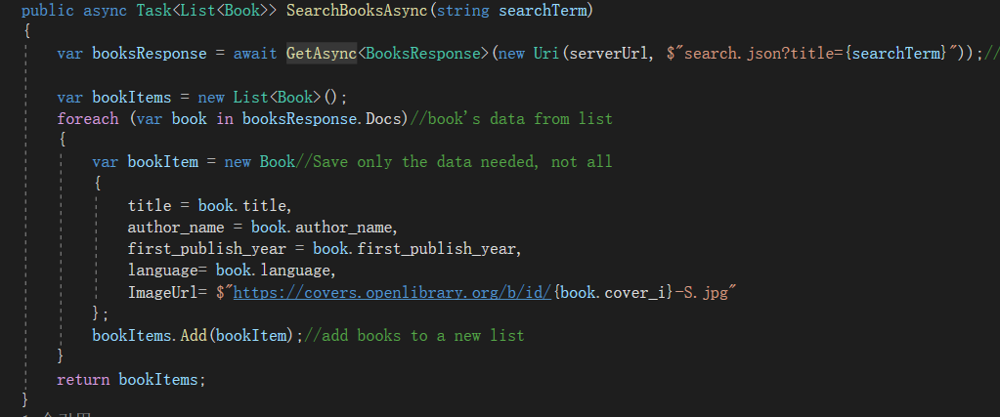 public async Task<List<Book>> SearchBooksAsync(string searchTerm)
{
var booksResponse = await GetAsync<BooksResponse>(new Uri(serverUrl, $"search.json?title={searchTerm}"));//
var bookItems = new List<Book>();
foreach (var book in booksResponse.Docs)//book's data from list
{
var bookItem = new Book//Save only the data needed, not all
{
title = book.title,
author_name = book.author_name,
first_publish_year = book.first_publish_year,
language= book.language,
ImageUrl= $"https://covers.openlibrary.org/b/id/{book.cover_i}-S.jpg"
};
bookItems.Add(bookItem);//add books to a new list
}
return bookItems;
}